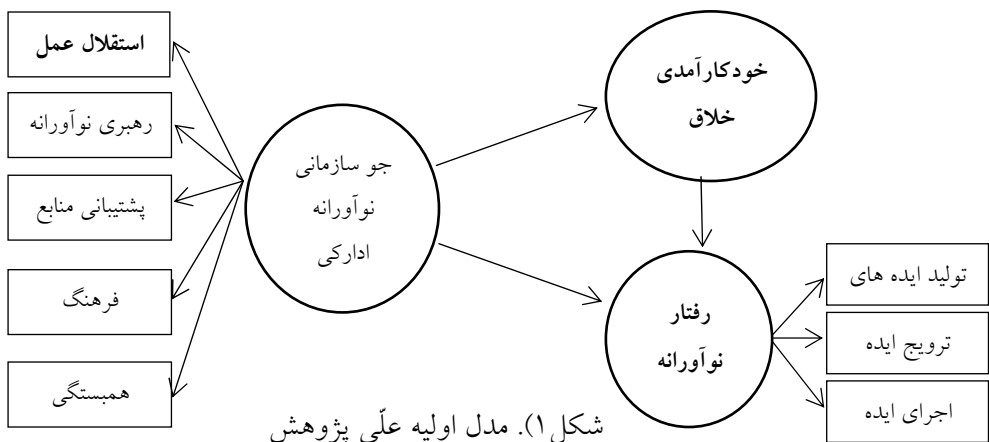 استقلال عمل
رهبری نوآورانه
پشتیبانی منابع
فرهنگ
همبستگی
جو سازمانی
نوآورانه
ادارکی
خودکارآمدی
خلاق
رفتار
نوآورانه
تولید ایده های
ترویج ایده
اجرای ایده
شکل۱). مدل اولیه علّی پژوهش